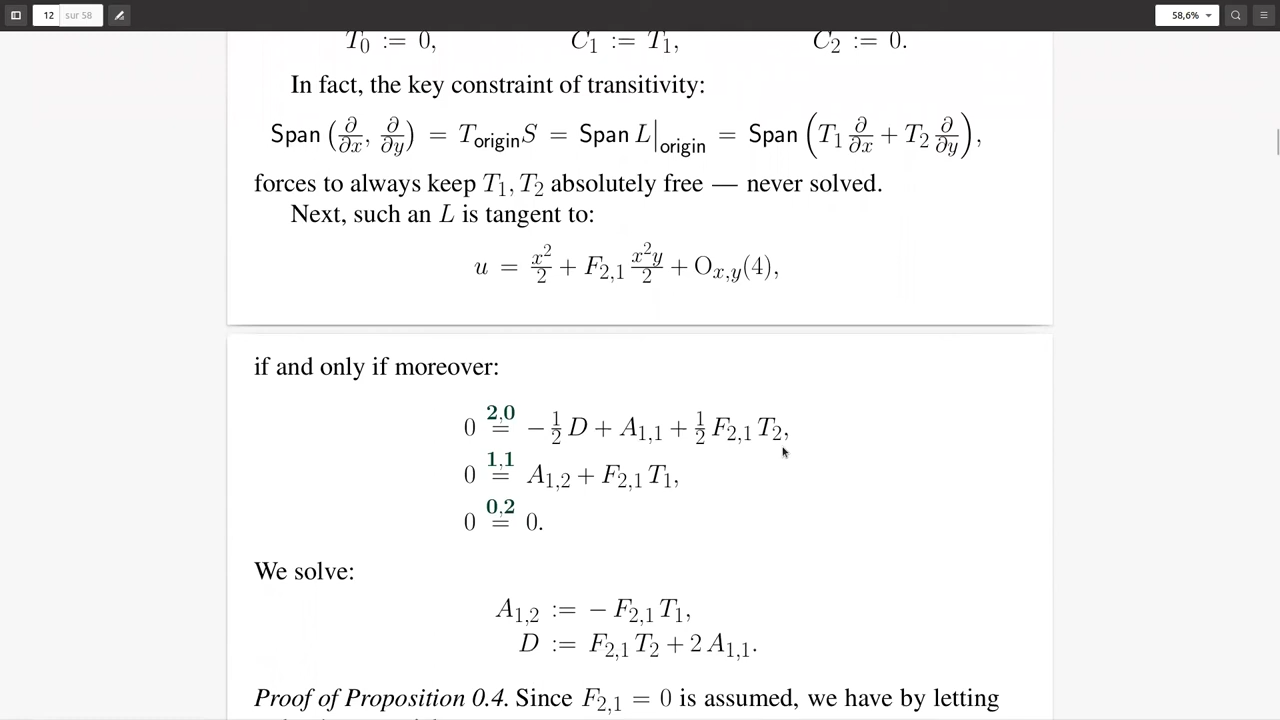 12 sur 58 58,6%
T_0 := 0, C_1 := T_1, C_2 := 0.
In fact, the key constraint of transitivity:
Span (∂/∂x, ∂/∂y) = T_origin S = Span L|_origin = Span (T_1 ∂/∂x + T_2 ∂/∂y),
forces to always keep T_1, T_2 absolutely free — never solved.
Next, such an L is tangent to:
u = x^2/2 + F_{2,1} x^2y/2 + O_{x,y}(4),
if and only if moreover:
0 =^{2,0} − 1/2 D + A_{1,1} + 1/2 F_{2,1} T_2,
0 =^{1,1} A_{1,2} + F_{2,1} T_1,
0 =^{0,2} 0.
We solve:
A_{1,2} := − F_{2,1} T_1,
D := F_{2,1} T_2 + 2 A_{1,1}.
Proof of Proposition 0.4. Since F_{2,1} = 0 is assumed, we have by letting